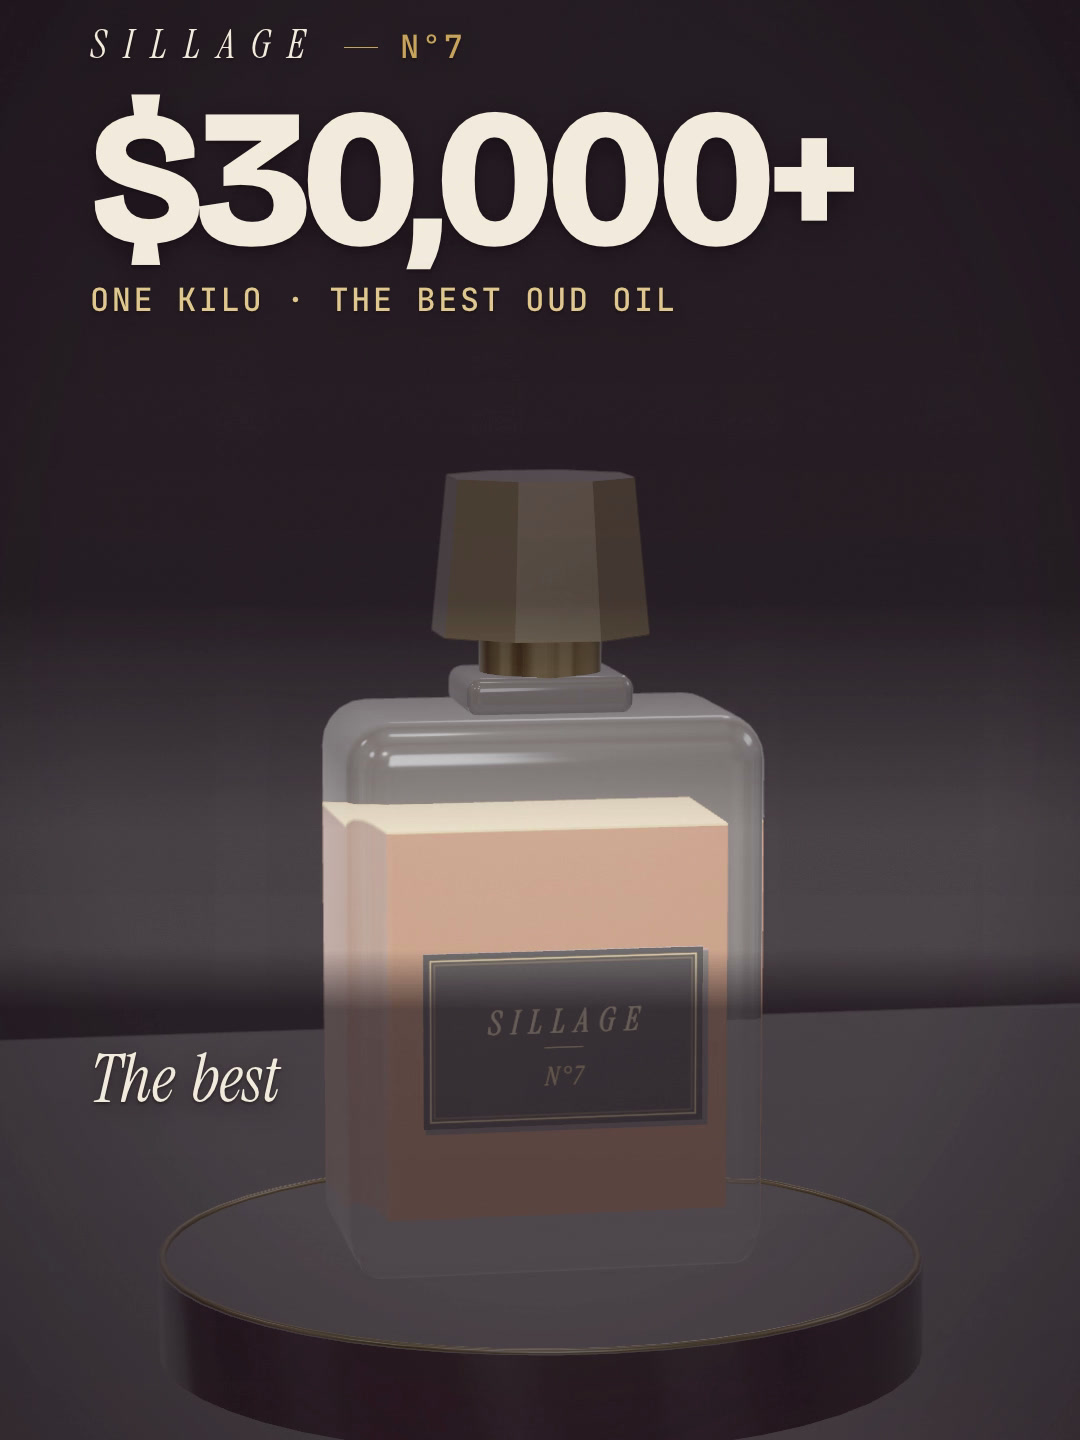 SILLAGE — N°7
$30,000+
ONE KILO · THE BEST OUD OIL
SILLAGE
N°7
The best